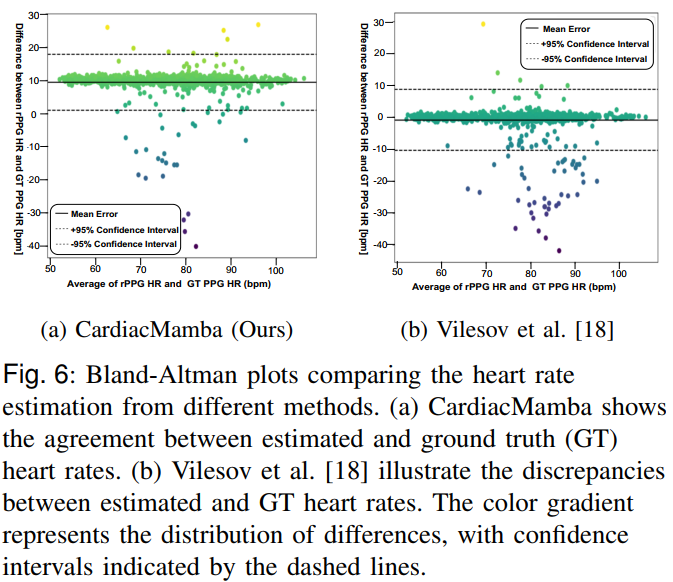 Difference between rPPG HR and GT PPG HR [bpm]
30
20
10
0
-10
-20
-30
-40
Mean Error
+95% Confidence Interval
-95% Confidence Interval
50 60 70 80 90 100
Average of rPPG HR and GT PPG HR (bpm)
(a) CardiacMamba (Ours)
Difference between rPPG HR and GT PPG HR [bpm]
30
20
10
0
-10
-20
-30
-40
Mean Error
+95% Confidence Interval
-95% Confidence Interval
50 60 70 80 90 100
Average of rPPG HR and GT PPG HR (bpm)
(b) Vilesov et al. [18]
Fig. 6: Bland-Altman plots comparing the heart rate
estimation from different methods. (a) CardiacMamba shows
the agreement between estimated and ground truth (GT)
heart rates. (b) Vilesov et al. [18] illustrate the discrepancies
between estimated and GT heart rates. The color gradient
represents the distribution of differences, with confidence
intervals indicated by the dashed lines.